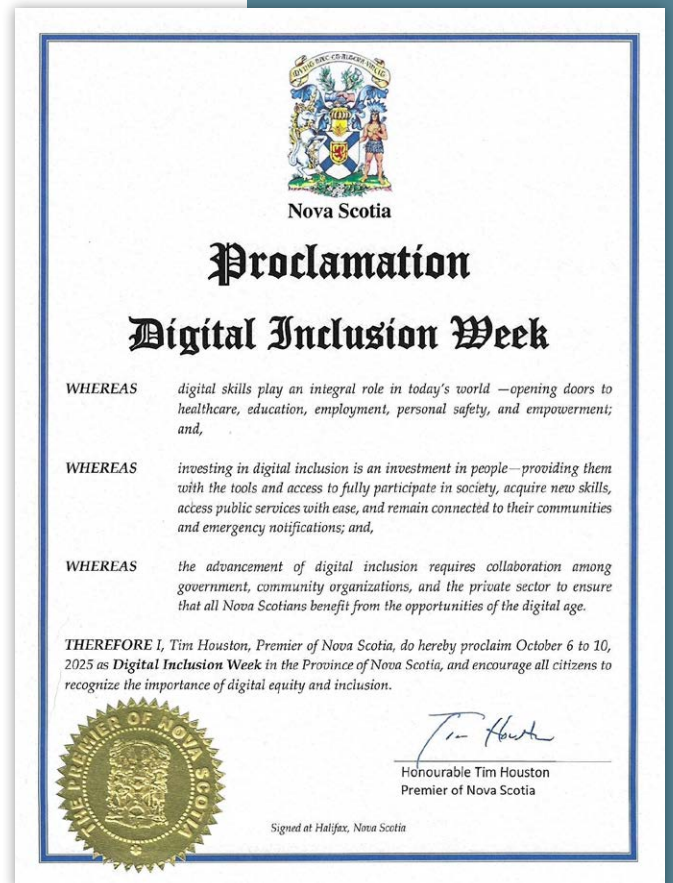 Nova Scotia
Proclamation
Digital Inclusion Week
WHEREAS digital skills play an integral role in today's world —opening doors to
healthcare, education, employment, personal safety, and empowerment;
and,
WHEREAS investing in digital inclusion is an investment in people—providing them
with the tools and access to fully participate in society, acquire new skills,
access public services with ease, and remain connected to their communities
and emergency notifications; and,
WHEREAS the advancement of digital inclusion requires collaboration among
government, community organizations, and the private sector to ensure
that all Nova Scotians benefit from the opportunities of the digital age.
THEREFORE I, Tim Houston, Premier of Nova Scotia, do hereby proclaim October 6 to 10,
2025 as Digital Inclusion Week in the Province of Nova Scotia, and encourage all citizens to
recognize the importance of digital equity and inclusion.
Tim Houston
Honourable Tim Houston
Premier of Nova Scotia
THE PREMIER OF NOVA SCOTIA
Signed at Halifax, Nova Scotia